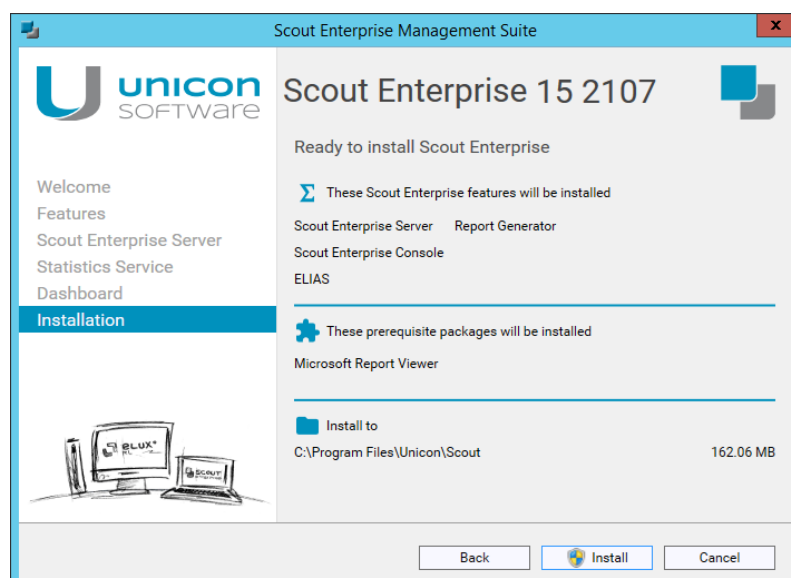 Scout Enterprise Management Suite
x
unicon
SOFTWare
Scout Enterprise 15 2107
Ready to install Scout Enterprise
Welcome
Features
Scout Enterprise Server
Statistics Service
Dashboard
Installation
Σ These Scout Enterprise features will be installed
Scout Enterprise Server Report Generator
Scout Enterprise Console
ELIAS
These prerequisite packages will be installed
Microsoft Report Viewer
Install to
C:\Program Files\Unicon\Scout 162.06 MB
eLUX
RL
SCOUT
Back Install Cancel